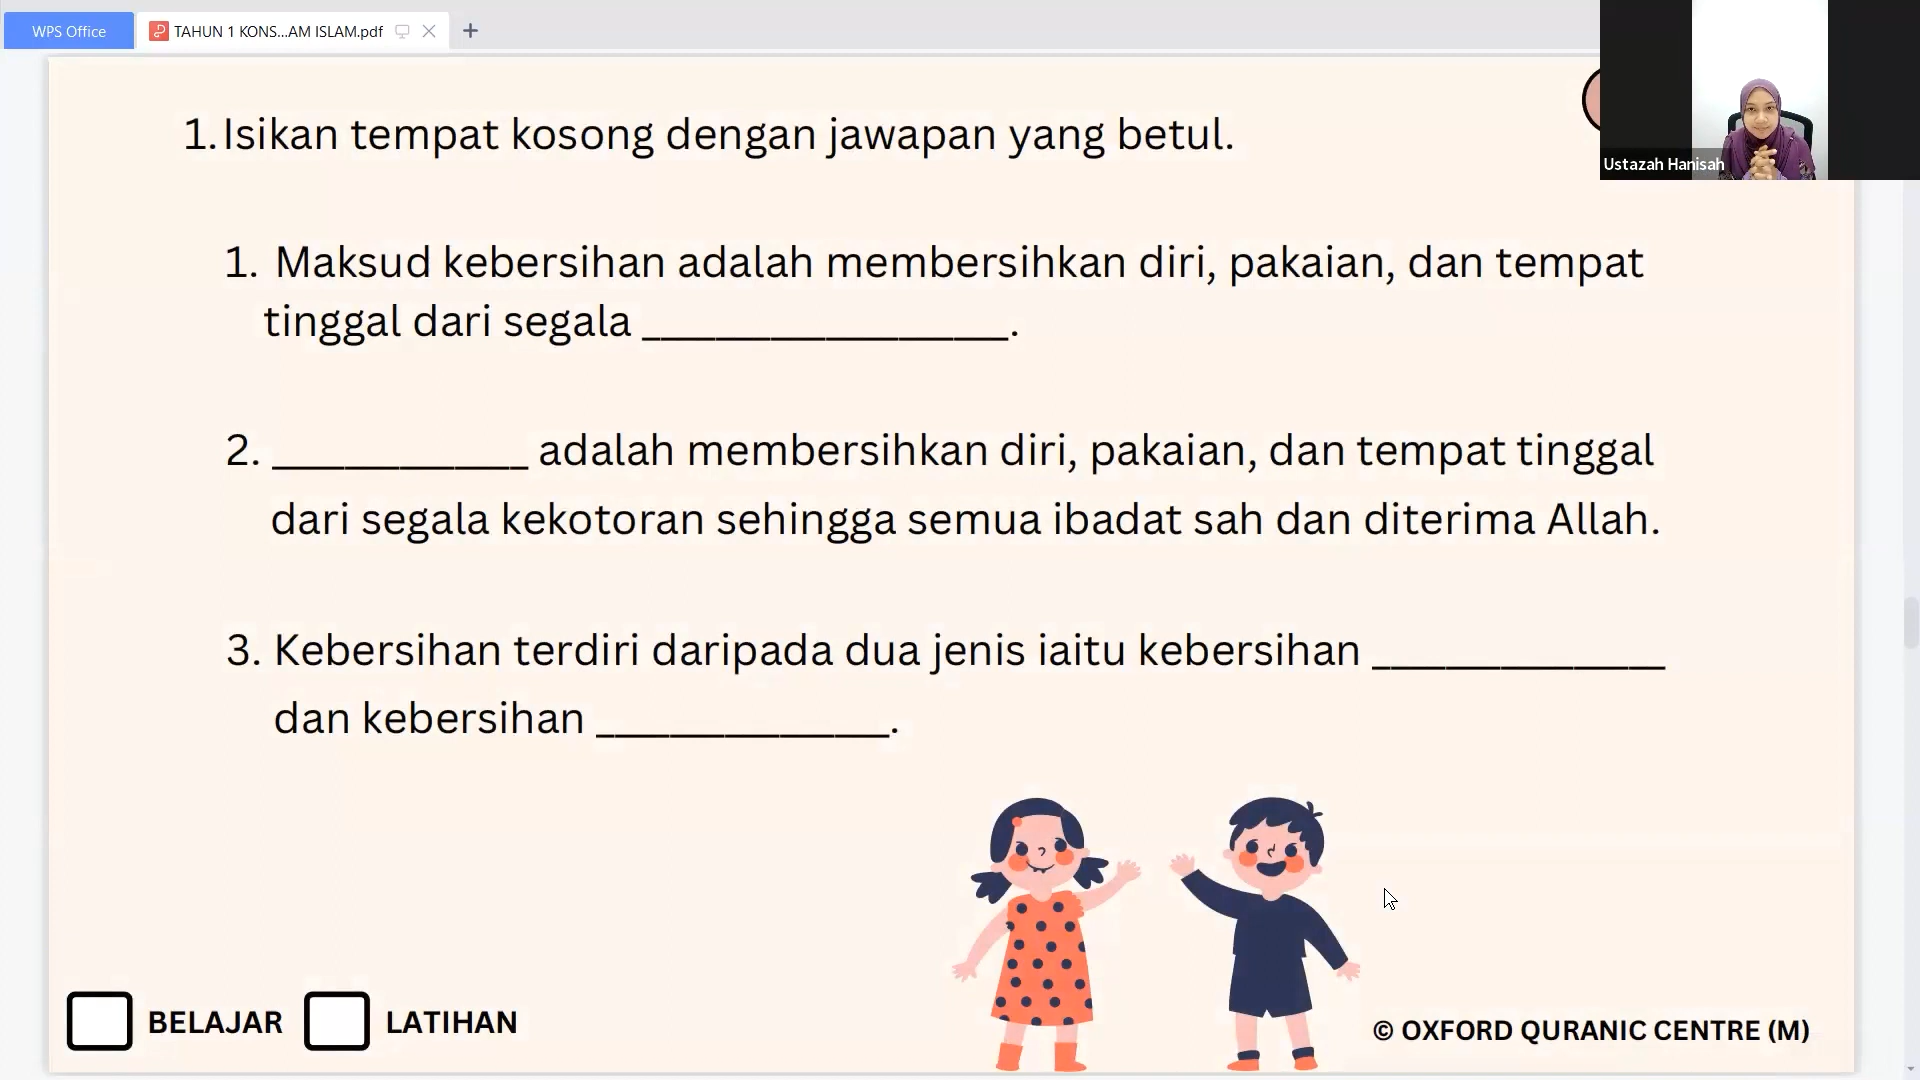 WPS Office
TAHUN 1 KONS...AM ISLAM.pdf
Ustazah Hanisah
1. Isikan tempat kosong dengan jawapan yang betul.
1. Maksud kebersihan adalah membersihkan diri, pakaian, dan tempat
tinggal dari segala ________________.
2. ___________ adalah membersihkan diri, pakaian, dan tempat tinggal
dari segala kekotoran sehingga semua ibadat sah dan diterima Allah.
3. Kebersihan terdiri daripada dua jenis iaitu kebersihan _____________
dan kebersihan _____________.
BELAJAR LATIHAN
© OXFORD QURANIC CENTRE (M)